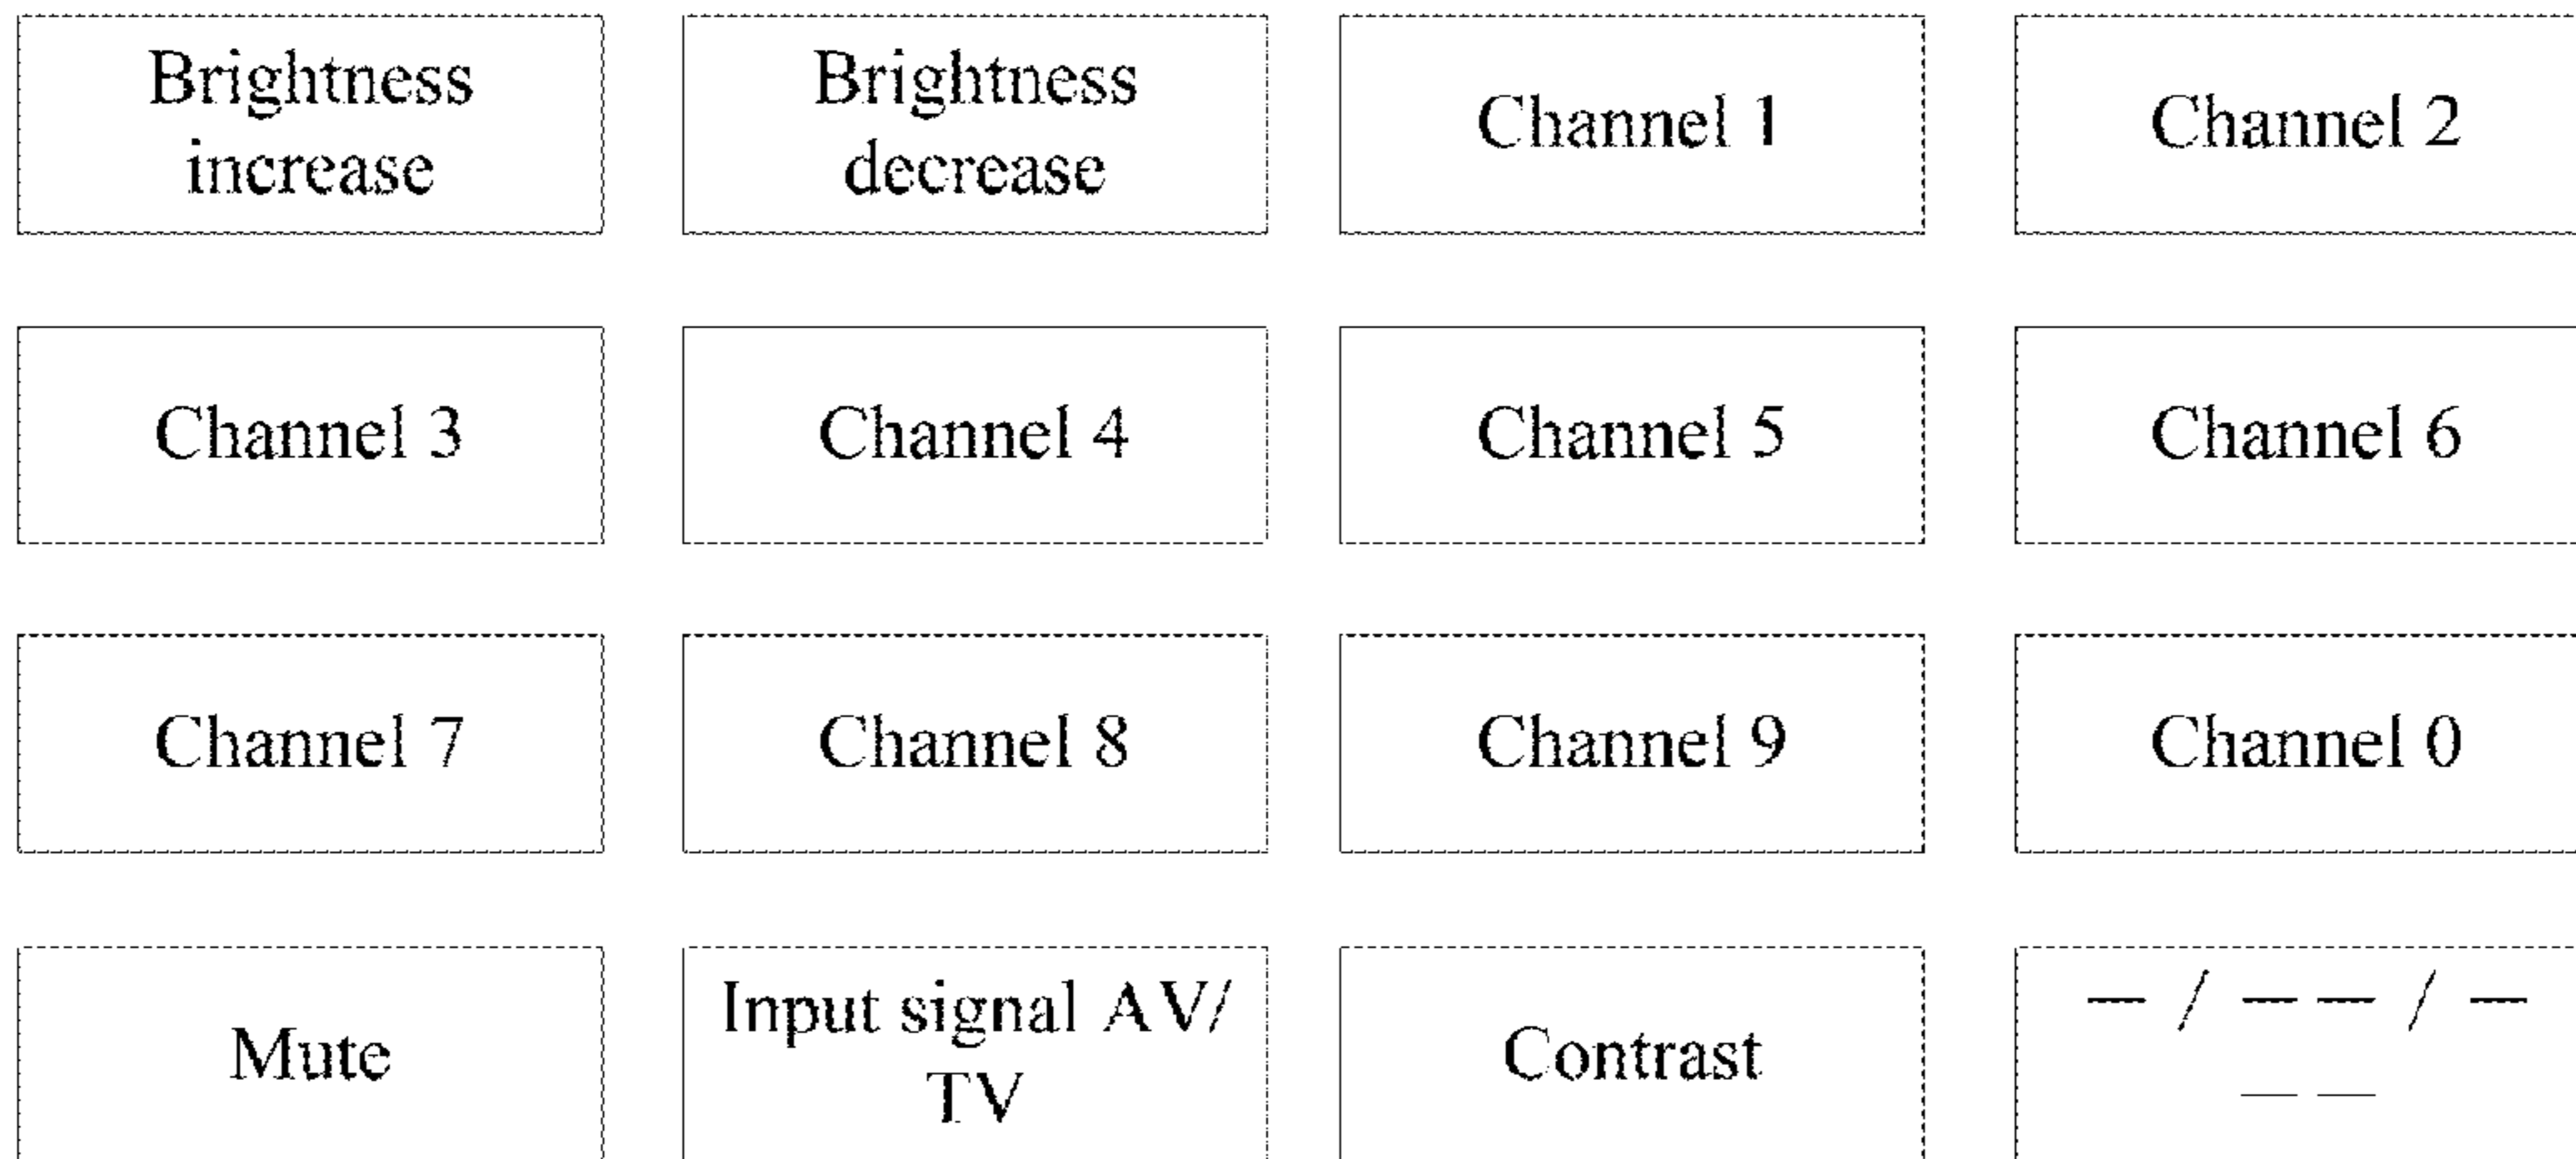 Brightness
increase
Brightness
decrease
Channel 1
Channel 2
Channel 3
Channel 4
Channel 5
Channel 6
Channel 7
Channel 8
Channel 9
Channel 0
Mute
Input signal AV/
TV
Contrast
— / — — / —
— —